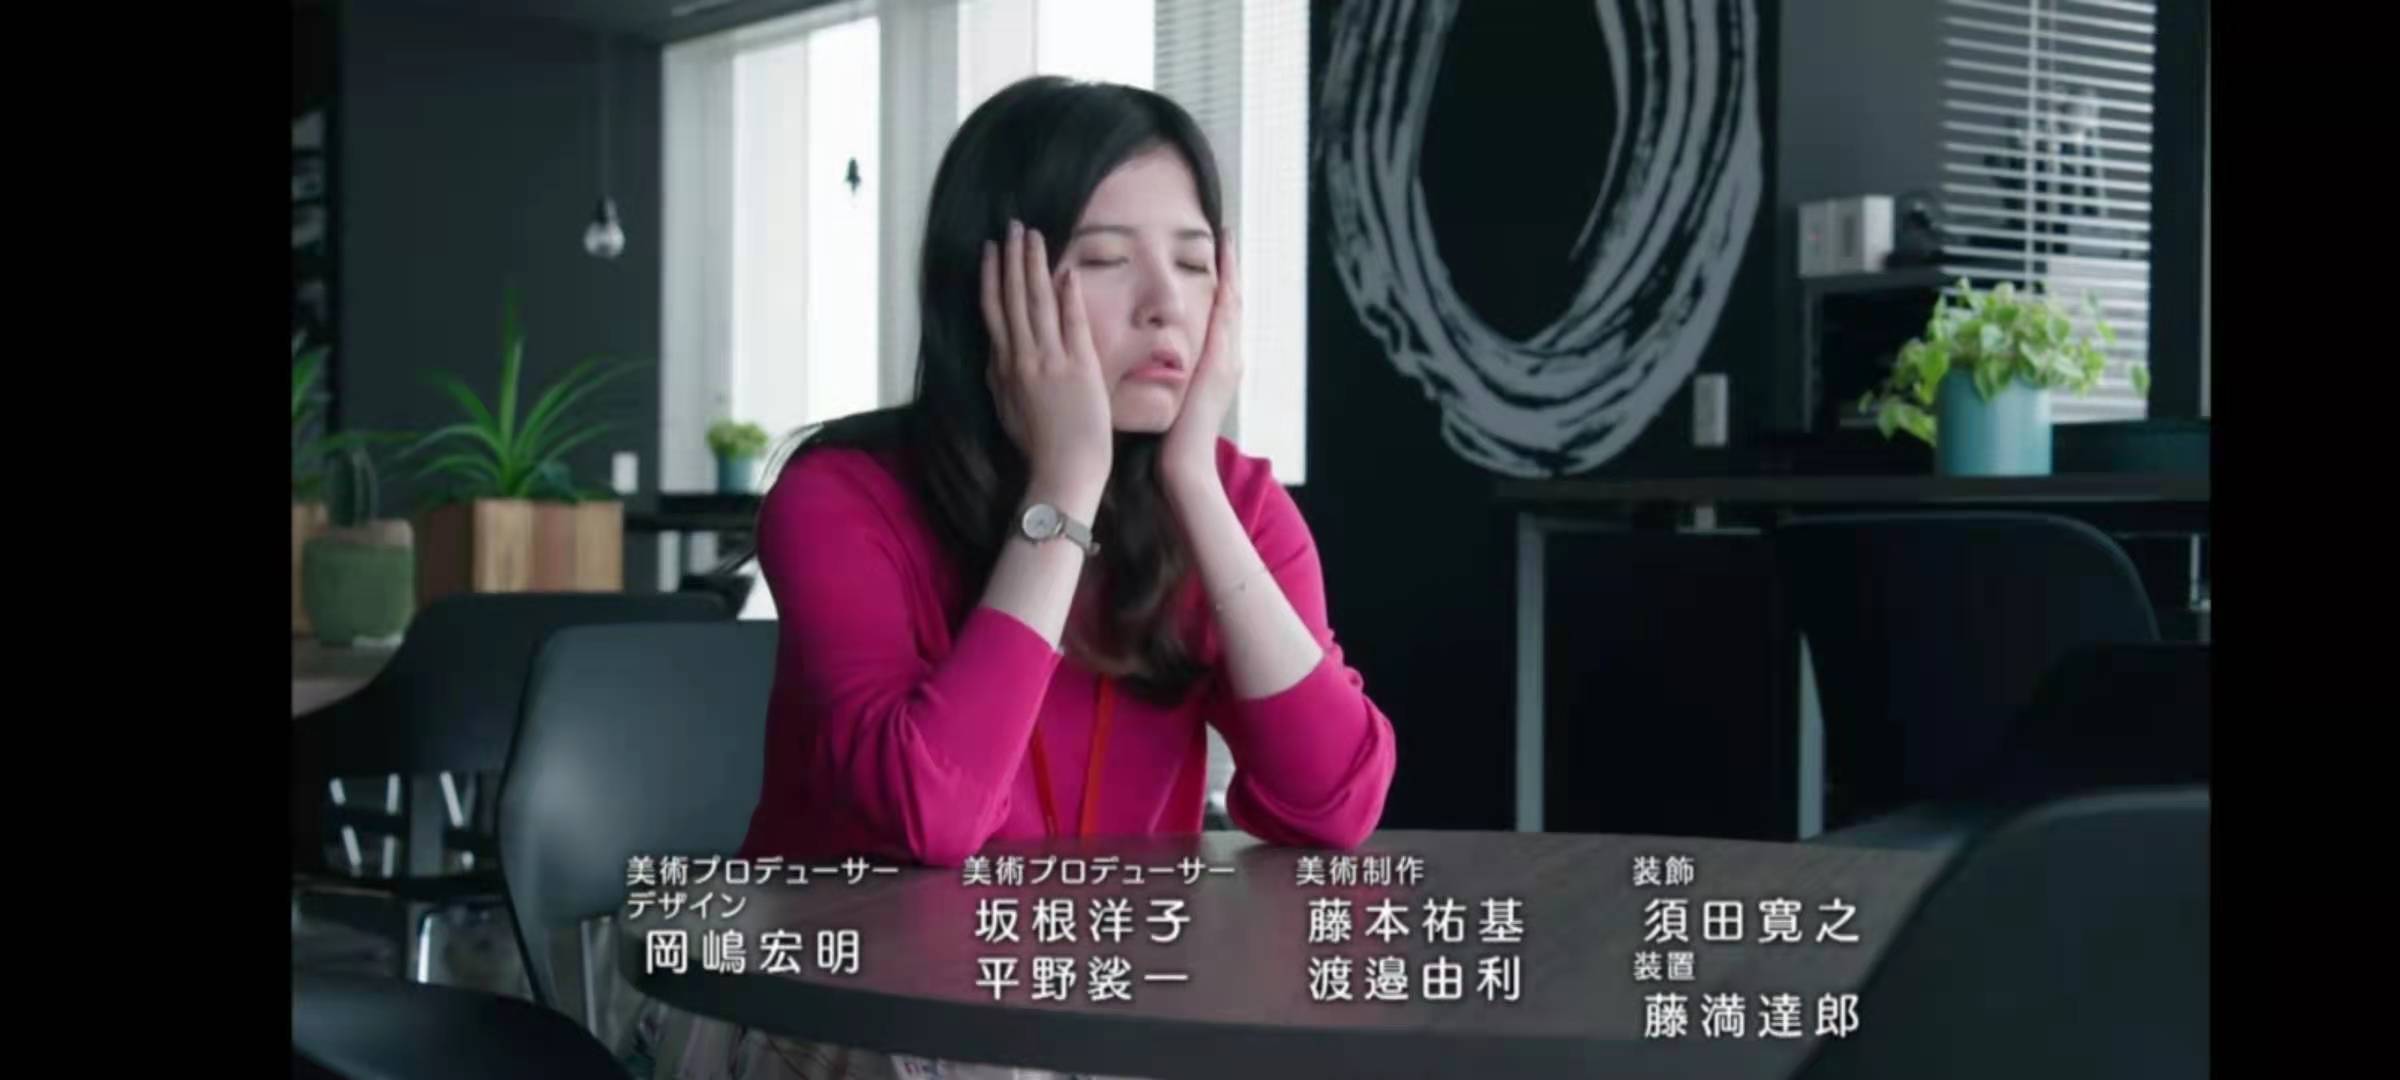 美術プロデューサー
デザイン
岡嶋宏明
美術プロデューサー
坂根洋子
平野裟一
美術制作
藤本祐基
渡邉由利
装飾
須田寛之
装置
藤満達郎